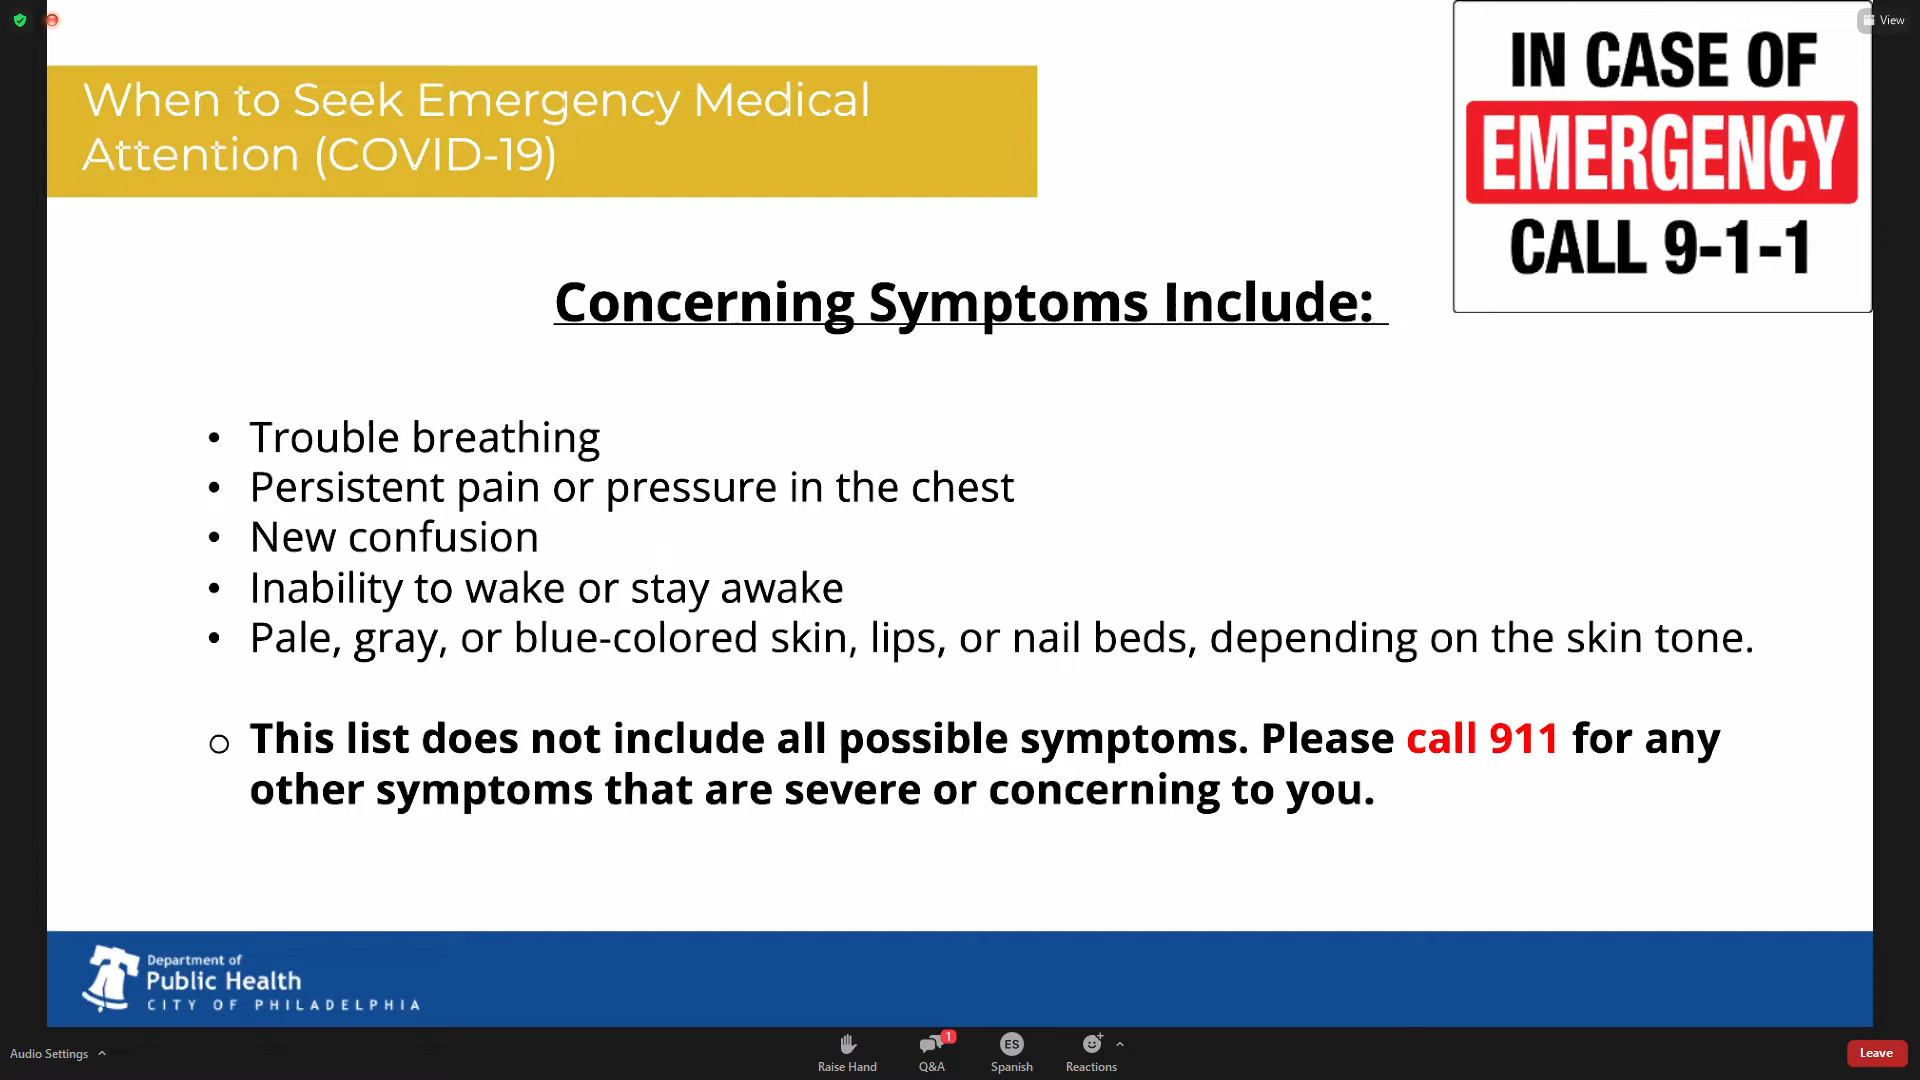 View
IN CASE OF
EMERGENCY
CALL 9-1-1
When to Seek Emergency Medical
Attention (COVID-19)
Concerning Symptoms Include:
• Trouble breathing
• Persistent pain or pressure in the chest
• New confusion
• Inability to wake or stay awake
• Pale, gray, or blue-colored skin, lips, or nail beds, depending on the skin tone.
○ This list does not include all possible symptoms. Please call 911 for any
other symptoms that are severe or concerning to you.
Department of
Public Health
CITY OF PHILADELPHIA
Audio Settings
Raise Hand
1
Q&A
ES
Spanish
Reactions
Leave